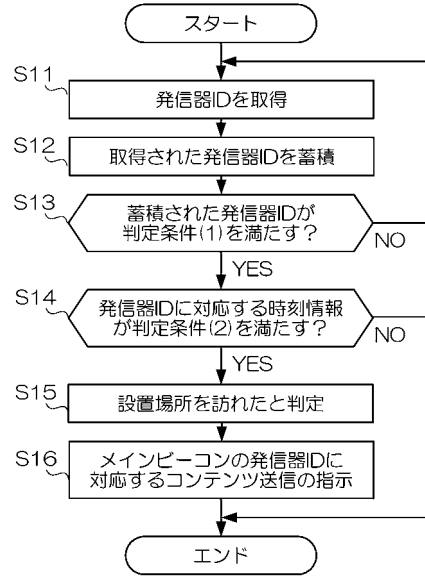 スタート
S11
発信器IDを取得
S12
取得された発信器IDを蓄積
S13
蓄積された発信器IDが
判定条件(1)を満たす？
NO
YES
S14
発信器IDに対応する時刻情報
が判定条件(2)を満たす？
NO
YES
S15
設置場所を訪れたと判定
S16
メインビーコンの発信器IDに
対応するコンテンツ送信の指示
エンド